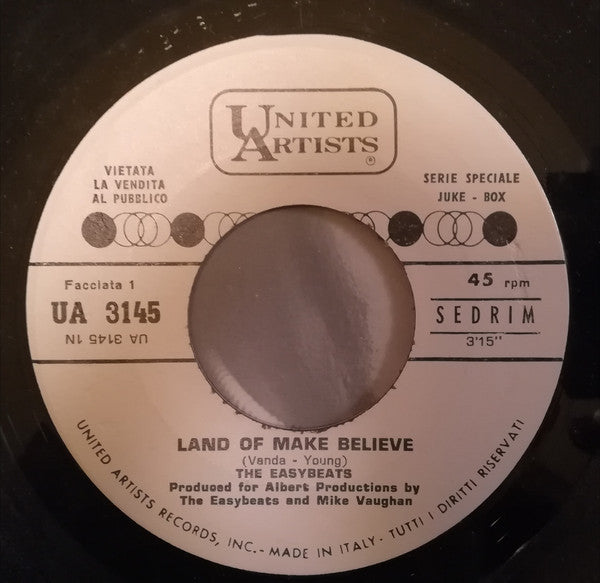 UNITED
ARTISTS
®
VIETATA
LA VENDITA
AL PUBBLICO
SERIE SPECIALE
JUKE - BOX
Facciata 1
UA 3145
UA 3145 1N
45 rpm
SEDRIM
3'15"
LAND OF MAKE BELIEVE
(Vanda - Young)
THE EASYBEATS
Produced for Albert Productions by
The Easybeats and Mike Vaughan
UNITED ARTISTS RECORDS, INC. - MADE IN ITALY - TUTTI I DIRITTI RISERVATI